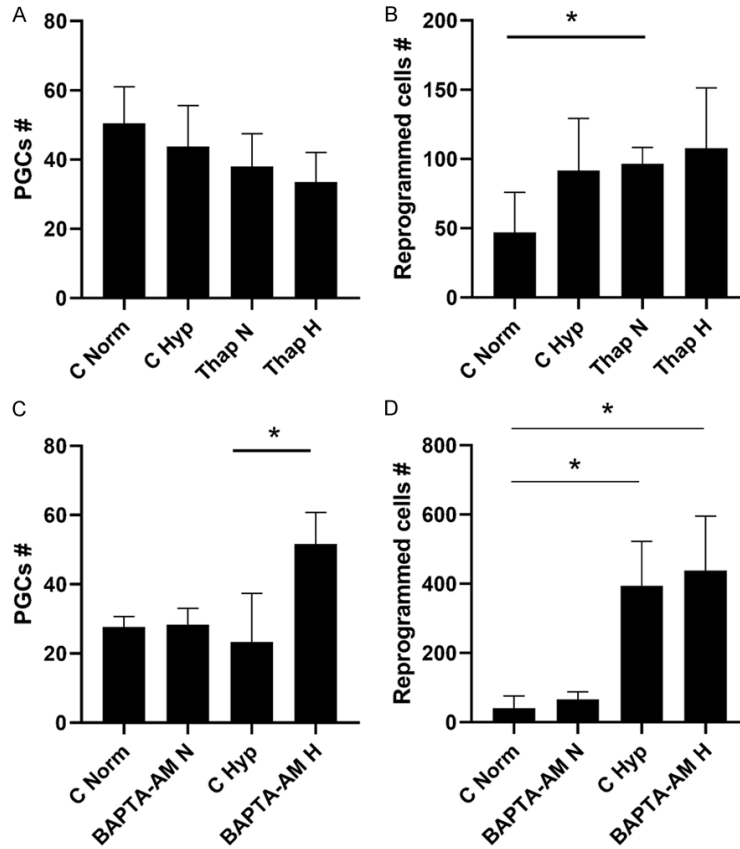 A
PGCs #
80
60
40
20
0
C Norm
C Hyp
Thap N
Thap H
B
Reprogrammed cells #
200
150
100
50
0
*
C Norm
C Hyp
Thap N
Thap H
C
PGCs #
80
60
40
20
0
*
C Norm
BAPTA-AM N
C Hyp
BAPTA-AM H
D
Reprogrammed cells #
800
600
400
200
0
*
*
C Norm
BAPTA-AM N
C Hyp
BAPTA-AM H